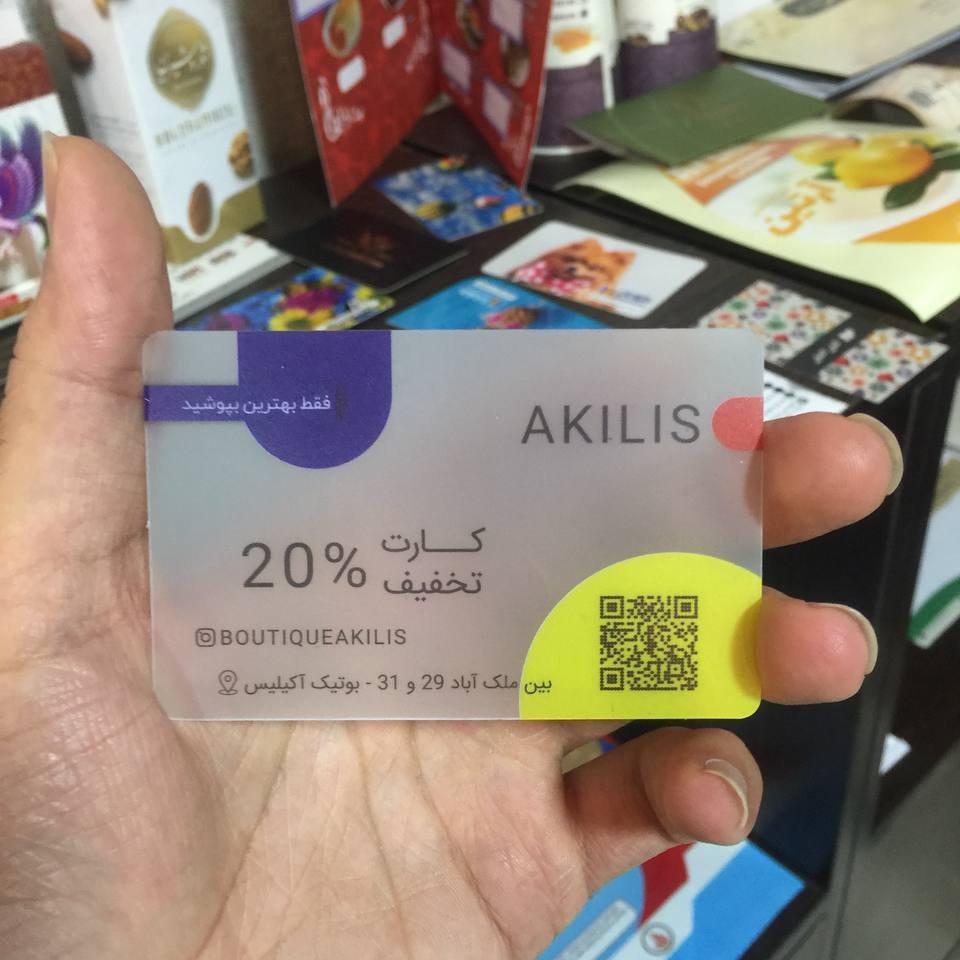 فقط بهترین بپوشید
AKILIS
کارت
تخفیف
20%
BOUTIQUEAKILIS
بین ملک آباد 29 و 31 - بوتیک آکیلیس